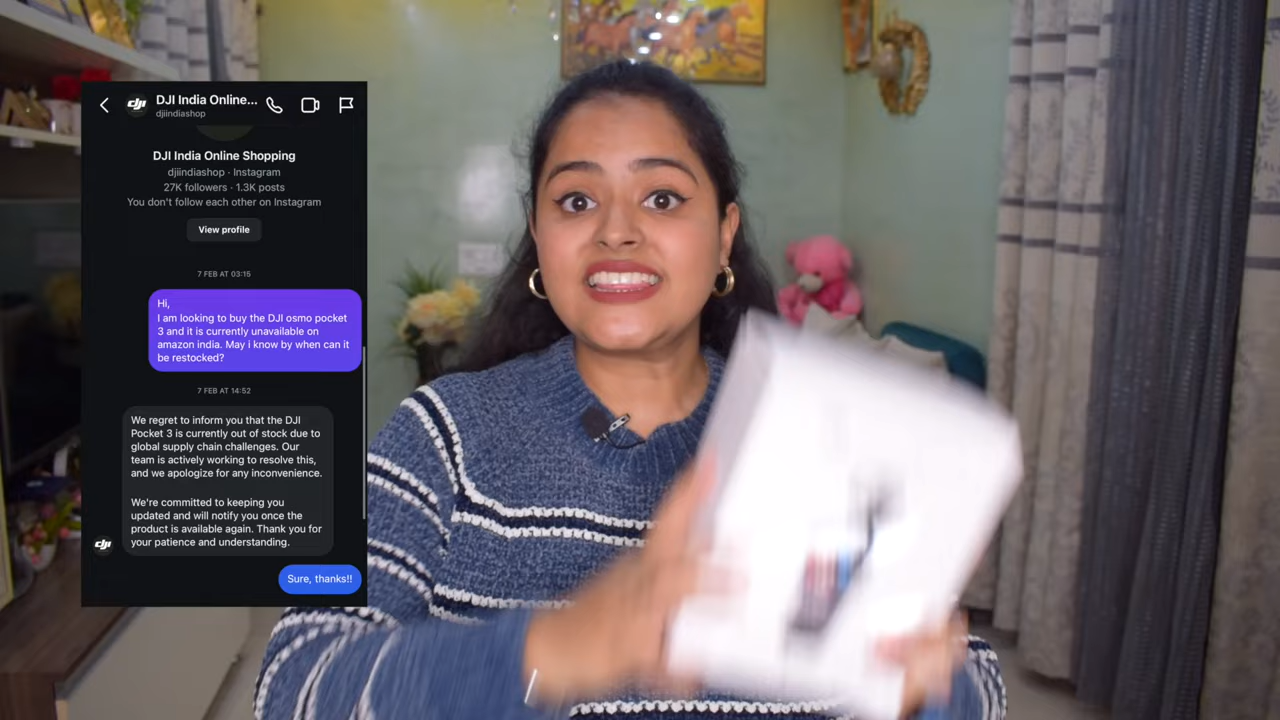 dji
DJI India Online...
djiindiashop
DJI India Online Shopping
djiindiashop · Instagram
27K followers · 1.3K posts
You don't follow each other on Instagram
View profile
7 FEB AT 03:15
Hi,
I am looking to buy the DJI osmo pocket
3 and it is currently unavailable on
amazon india. May i know by when can it
be restocked?
7 FEB AT 14:52
We regret to inform you that the DJI
Pocket 3 is currently out of stock due to
global supply chain challenges. Our
team is actively working to resolve this,
and we apologize for any inconvenience.
We're committed to keeping you
updated and will notify you once the
product is available again. Thank you for
your patience and understanding.
dji
Sure, thanks!!